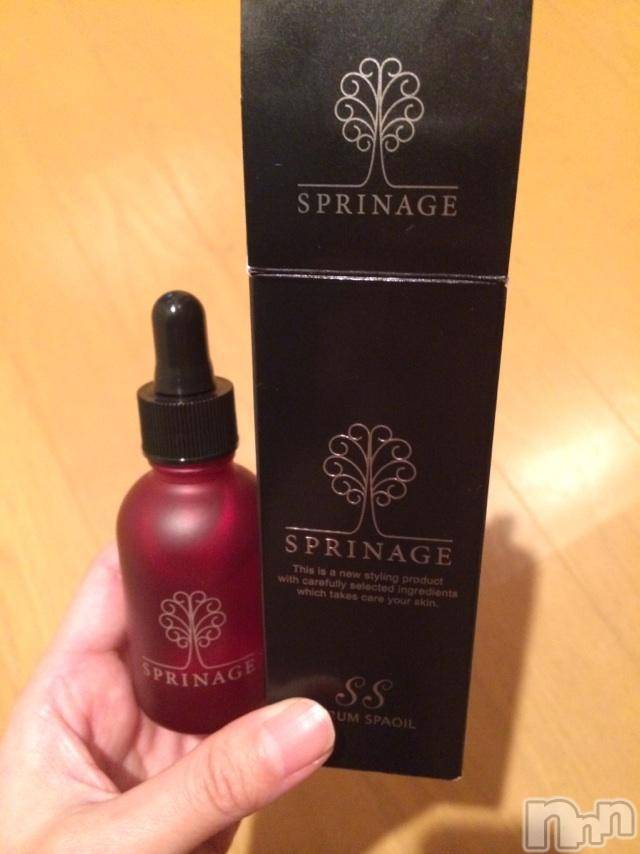 SPRINAGE
SPRINAGE
This is a new styling product
with carefully selected ingredients
which takes care your skin.
SS
SPAOIL
SPRINAGE
nnn